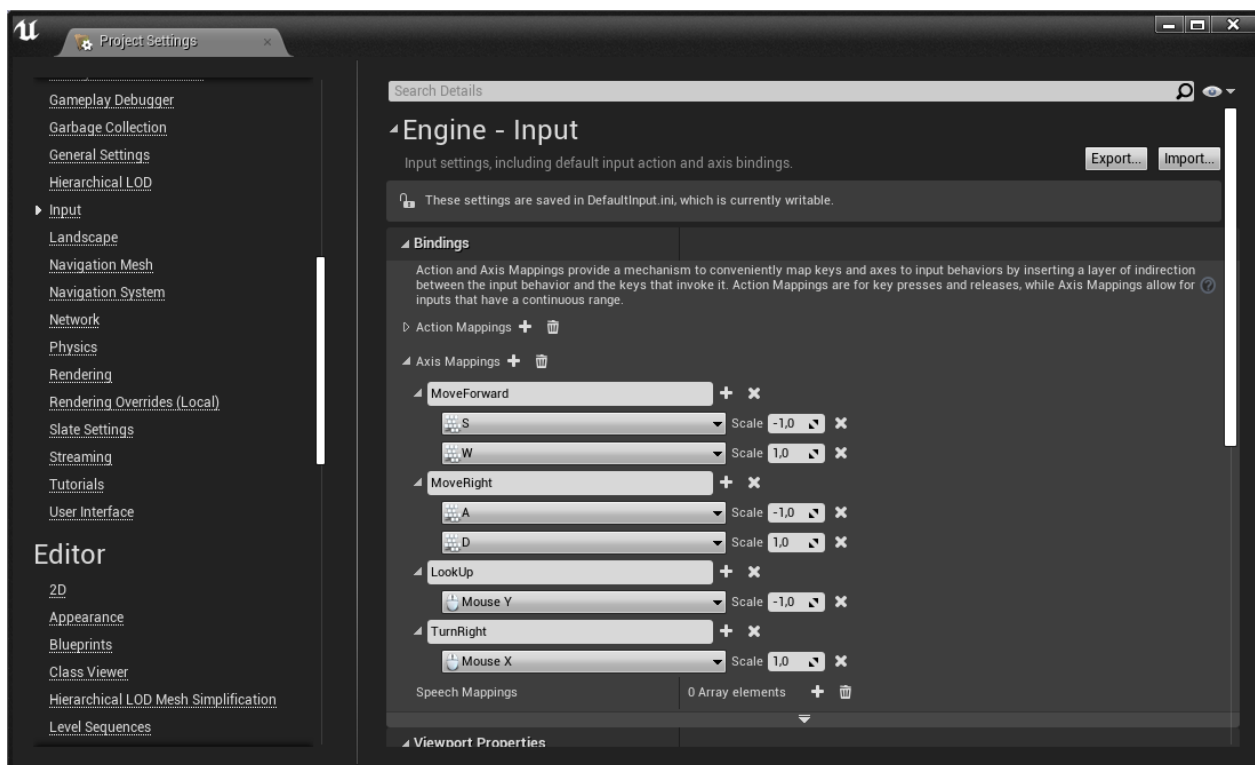 Project Settings
Gameplay Debugger
Garbage Collection
General Settings
Hierarchical LOD
Input
Landscape
Navigation Mesh
Navigation System
Network
Physics
Rendering
Rendering Overrides (Local)
Slate Settings
Streaming
Tutorials
User Interface
Editor
2D
Appearance
Blueprints
Class Viewer
Hierarchical LOD Mesh Simplification
Level Sequences
Search Details
Engine - Input
Input settings, including default input action and axis bindings.
Export... Import...
These settings are saved in DefaultInput.ini, which is currently writable.
Bindings
Action and Axis Mappings provide a mechanism to conveniently map keys and axes to input behaviors by inserting a layer of indirection
between the input behavior and the keys that invoke it. Action Mappings are for key presses and releases, while Axis Mappings allow for
inputs that have a continuous range.
Action Mappings
Axis Mappings
MoveForward
S Scale -1,0
W Scale 1,0
MoveRight
A Scale -1,0
D Scale 1,0
LookUp
Mouse Y Scale -1,0
TurnRight
Mouse X Scale 1,0
Speech Mappings 0 Array elements
Viewport Properties